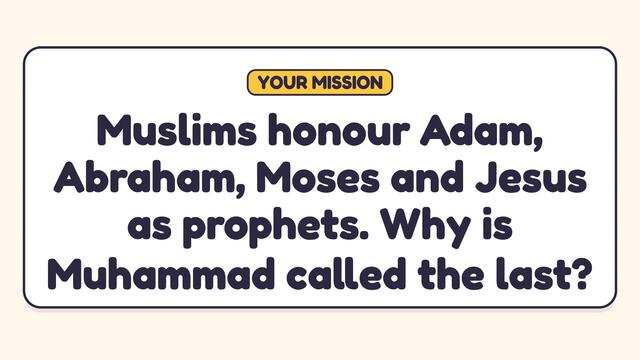 YOUR MISSION
Muslims honour Adam,
Abraham, Moses and Jesus
as prophets. Why is
Muhammad called the last?